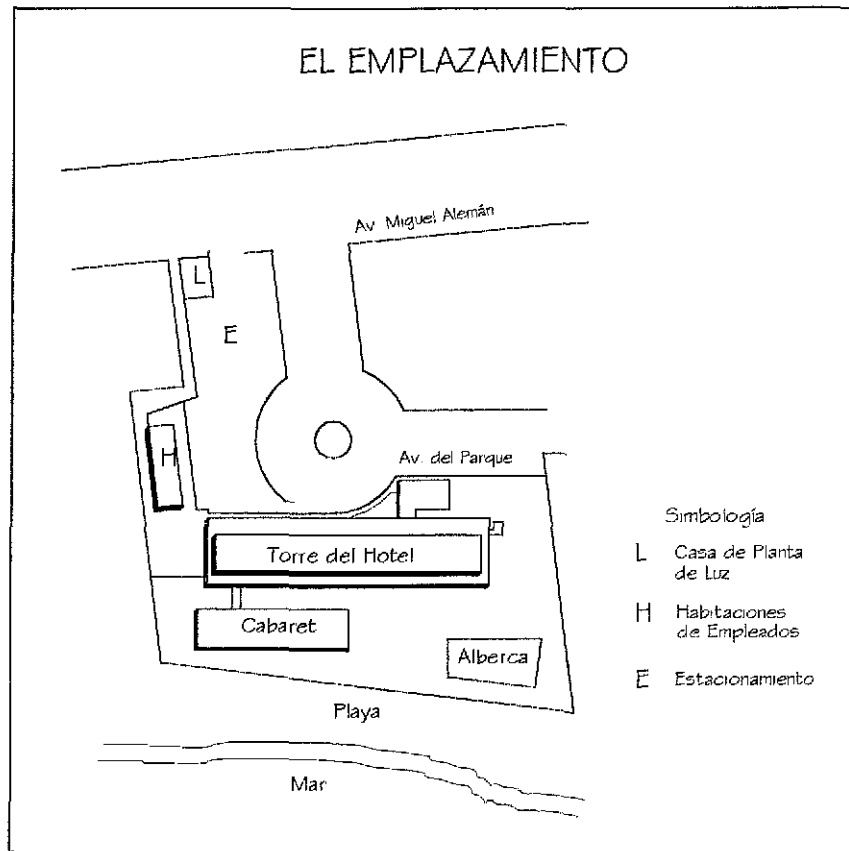 EL EMPLAZAMIENTO
Av Miguel Alemán
L
E
Av. del Parque
H
Torre del Hotel
Cabaret
Alberca
Playa
Mar
Simbología
L Casa de Planta
de Luz
H Habitaciones
de Empleados
E Estacionamiento